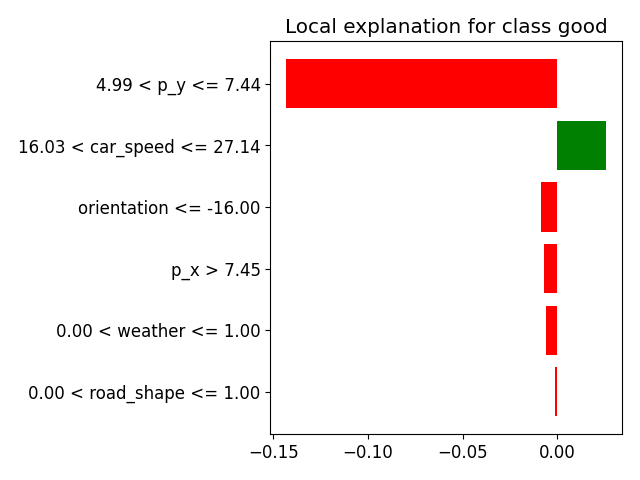 Local explanation for class good
4.99 < p_y <= 7.44
16.03 < car_speed <= 27.14
orientation <= -16.00
p_x > 7.45
0.00 < weather <= 1.00
0.00 < road_shape <= 1.00
−0.15 −0.10 −0.05 0.00